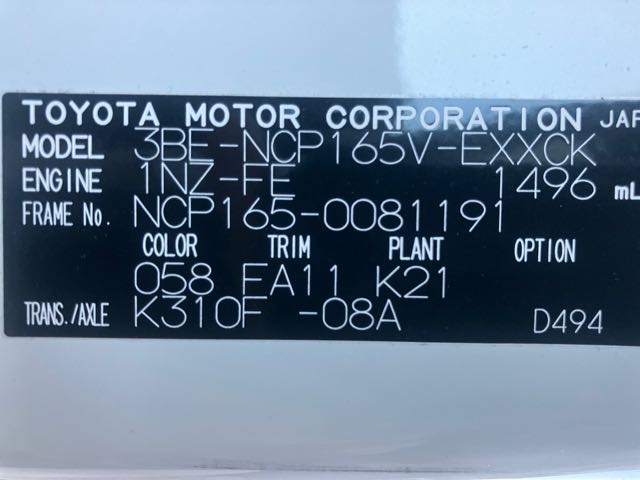 TOYOTA MOTOR CORPORATION JAP
MODEL 3BE-NCP165V-EXXCK
ENGINE 1NZ-FE 1496 mL
FRAME No. NCP165-0081191
COLOR TRIM PLANT OPTION
058 FA11 K21
TRANS./AXLE K310F -08A D494